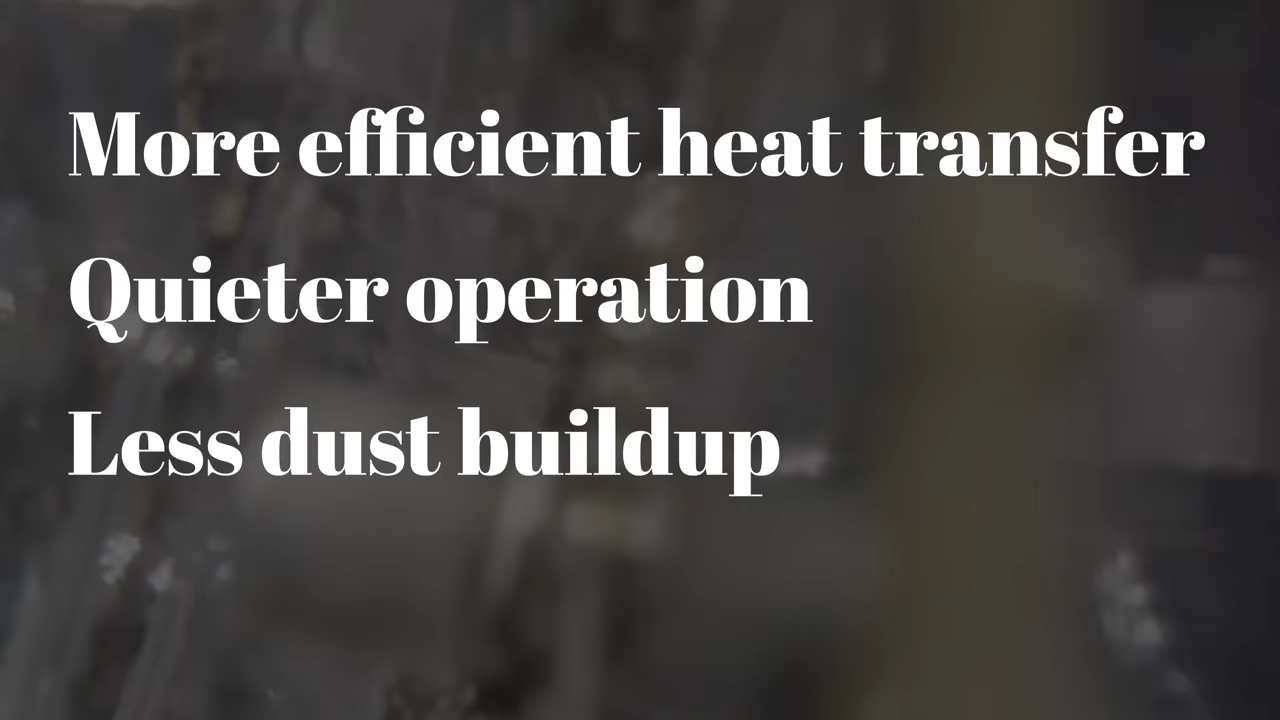 More efficient heat transfer
Quieter operation
Less dust buildup